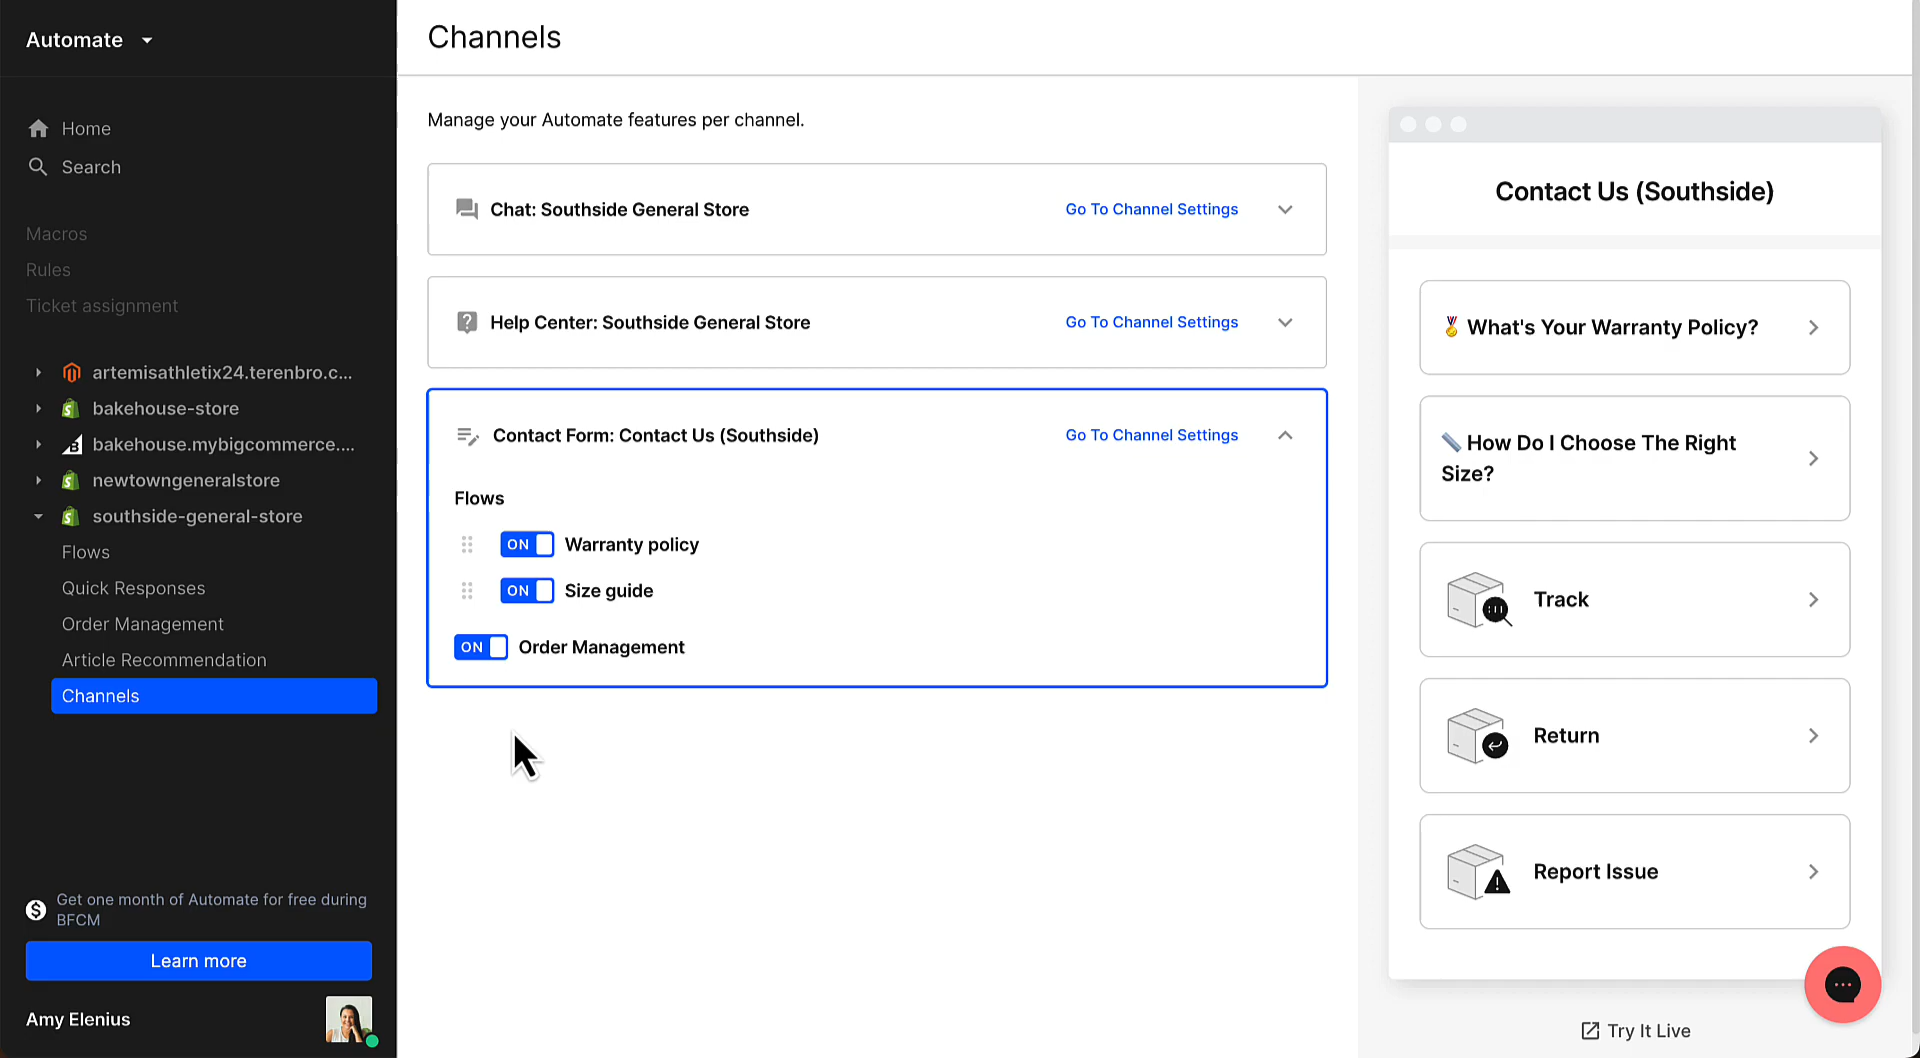 Automate
Home
Search
Macros
Rules
Ticket assignment
artemisathletix24.terenbro.c...
bakehouse-store
bakehouse.mybigcommerce....
newtowngeneralstore
southside-general-store
Flows
Quick Responses
Order Management
Article Recommendation
Channels
Get one month of Automate for free during
BFCM
Learn more
Amy Elenius
Channels
Manage your Automate features per channel.
Chat: Southside General Store
Go To Channel Settings
Help Center: Southside General Store
Go To Channel Settings
Contact Form: Contact Us (Southside)
Go To Channel Settings
Flows
ON Warranty policy
ON Size guide
ON Order Management
Contact Us (Southside)
🏅 What's Your Warranty Policy?
📏 How Do I Choose The Right
Size?
Track
Return
Report Issue
Try It Live